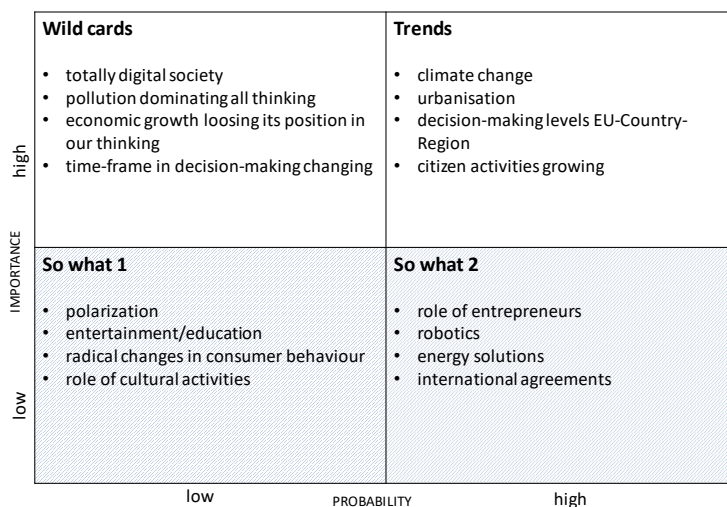 Wild cards
• totally digital society
• pollution dominating all thinking
• economic growth loosing its position in
our thinking
• time-frame in decision-making changing
Trends
• climate change
• urbanisation
• decision-making levels EU-Country-
Region
• citizen activities growing
high
IMPORTANCE
low
So what 1
• polarization
• entertainment/education
• radical changes in consumer behaviour
• role of cultural activities
So what 2
• role of entrepreneurs
• robotics
• energy solutions
• international agreements
low
PROBABILITY
high